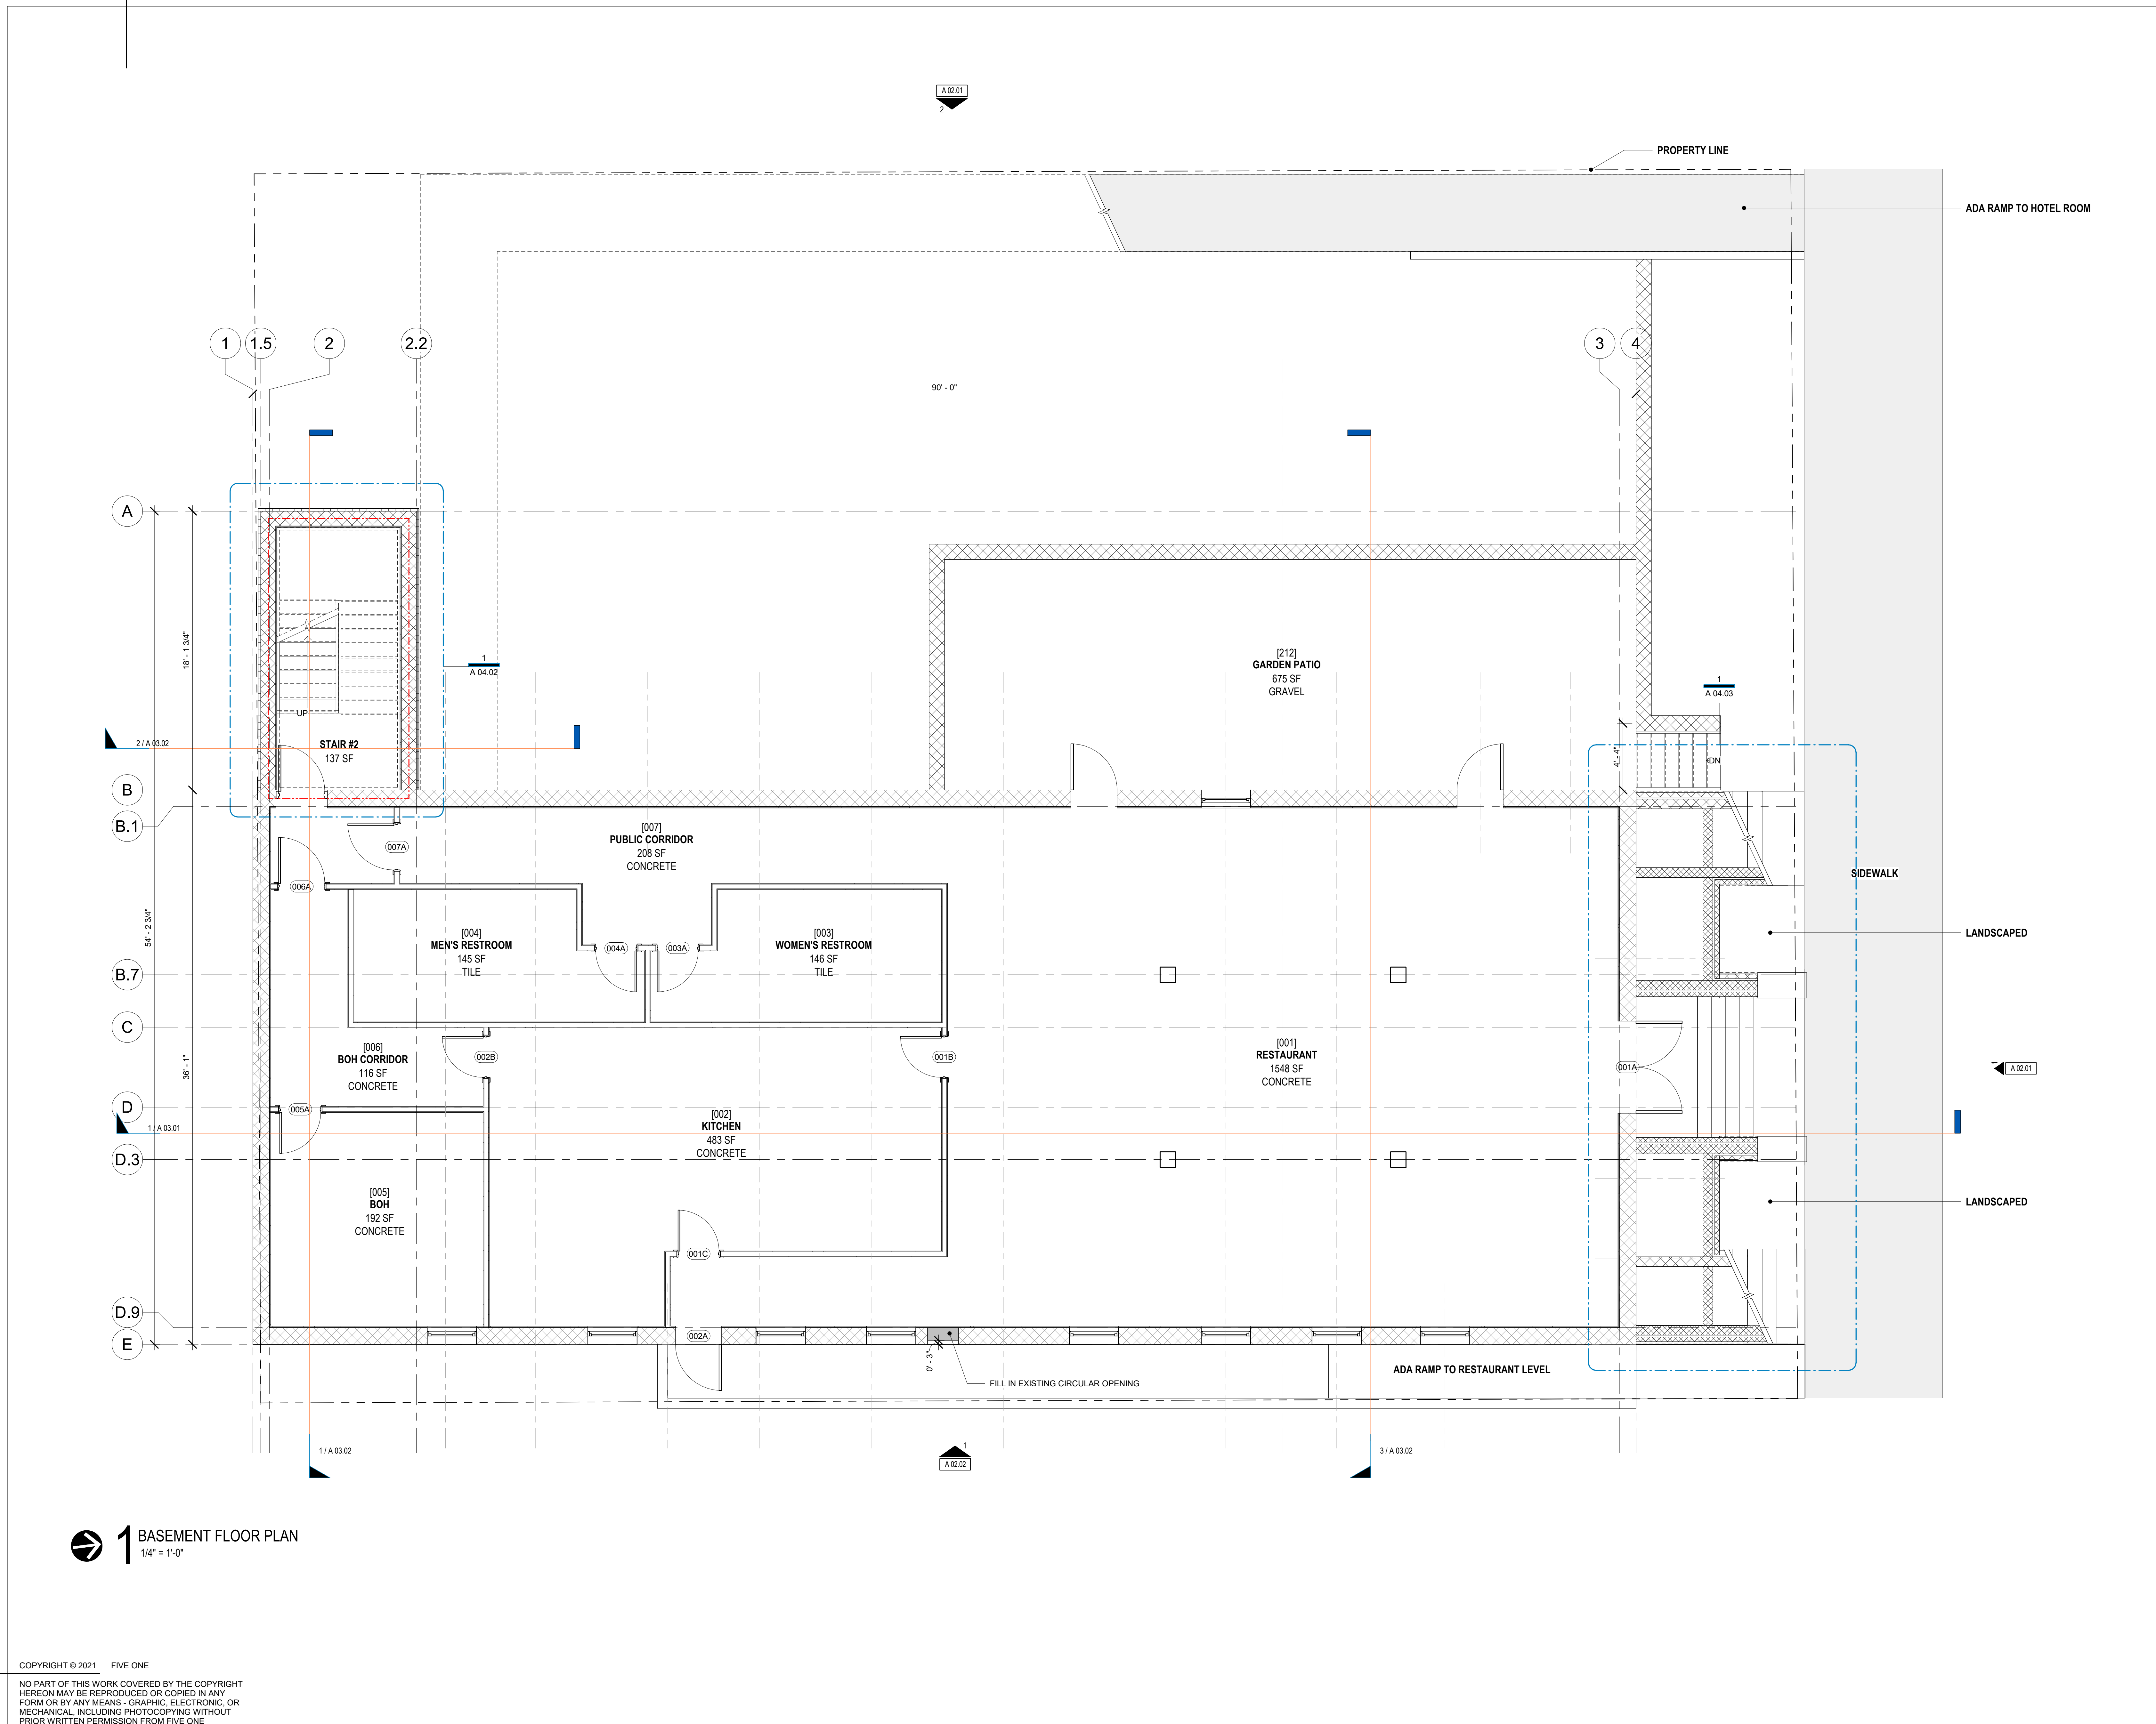 A 02.01
2
PROPERTY LINE
ADA RAMP TO HOTEL ROOM
1
1.5
2
2.2
3
4
90' - 0"
A
18' - 1 3/4"
[212]
GARDEN PATIO
675 SF
GRAVEL
1
A 04.02
1
A 04.03
UP
2 / A 03.02
STAIR #2
137 SF
4' - 4"
DN
B
B.1
[007]
PUBLIC CORRIDOR
208 SF
CONCRETE
007A
006A
SIDEWALK
54' - 2 3/4"
[004]
MEN'S RESTROOM
145 SF
TILE
004A
003A
[003]
WOMEN'S RESTROOM
146 SF
TILE
LANDSCAPED
B.7
C
36' - 1"
[006]
BOH CORRIDOR
116 SF
CONCRETE
002B
001B
[001]
RESTAURANT
1548 SF
CONCRETE
001A
1
A 02.01
D
005A
1 / A 03.01
[002]
KITCHEN
483 SF
CONCRETE
D.3
[005]
BOH
192 SF
CONCRETE
LANDSCAPED
001C
D.9
E
002A
0' - 3"
FILL IN EXISTING CIRCULAR OPENING
ADA RAMP TO RESTAURANT LEVEL
1 / A 03.02
1
A 02.02
3 / A 03.02
1
BASEMENT FLOOR PLAN
1/4" = 1'-0"
COPYRIGHT © 2021 FIVE ONE
NO PART OF THIS WORK COVERED BY THE COPYRIGHT
HEREON MAY BE REPRODUCED OR COPIED IN ANY
FORM OR BY ANY MEANS - GRAPHIC, ELECTRONIC, OR
MECHANICAL, INCLUDING PHOTOCOPYING WITHOUT
PRIOR WRITTEN PERMISSION FROM FIVE ONE